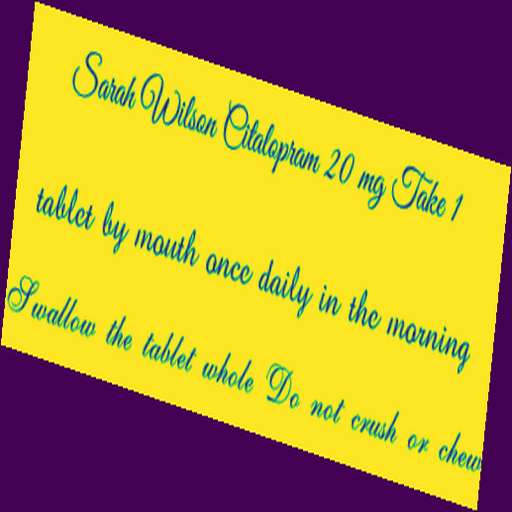 Sarah Wilson Citalopram 20 mg Take 1
tablet by mouth once daily in the morning
Swallow the tablet whole Do not crush or chew